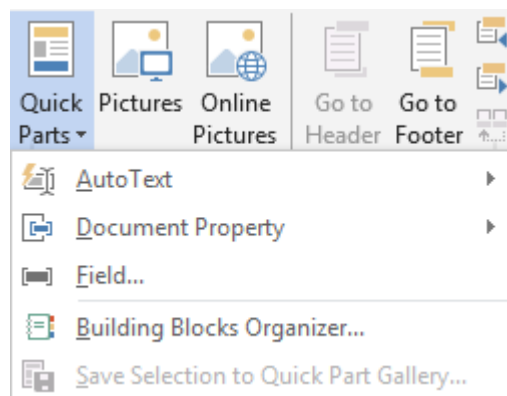 Quick Pictures Online Go to Go to
Parts Pictures Header Footer
AutoText
Document Property
Field...
Building Blocks Organizer...
Save Selection to Quick Part Gallery...